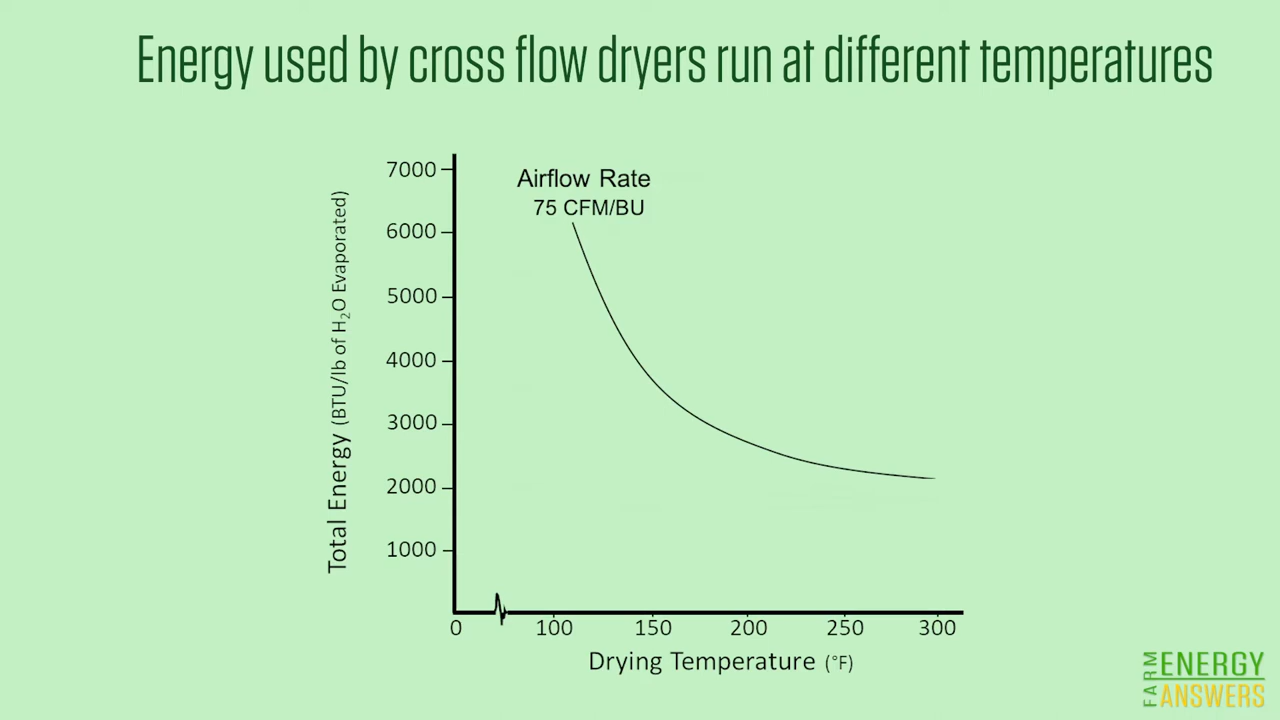 Energy used by cross flow dryers run at different temperatures
Airflow Rate
75 CFM/BU
7000
6000
5000
4000
3000
2000
1000
Total Energy (BTU/lb of H₂O Evaporated)
0
100
150
200
250
300
Drying Temperature (°F)
FARM
ENERGY
ANSWERS